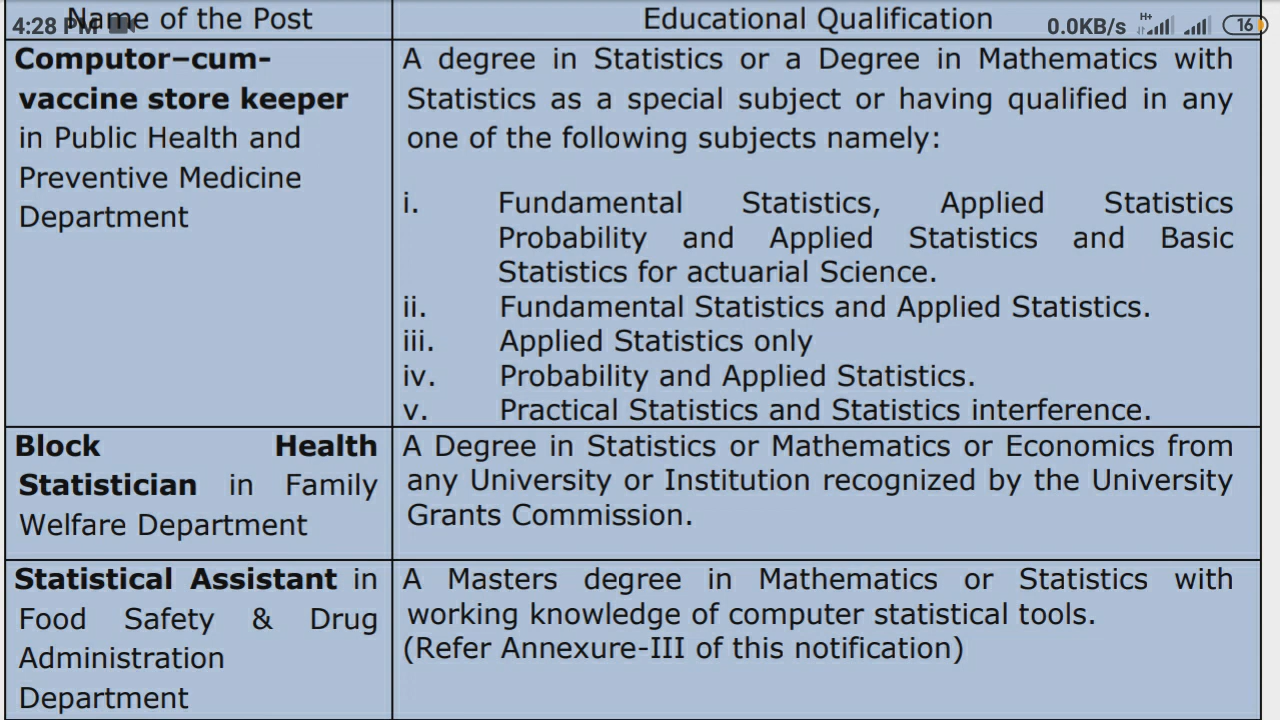 Name of the Post
Educational Qualification
4:28 PM
0.0KB/s H+ 16
Computor–cum-
vaccine store keeper
in Public Health and
Preventive Medicine
Department
A degree in Statistics or a Degree in Mathematics with
Statistics as a special subject or having qualified in any
one of the following subjects namely:
i. Fundamental Statistics, Applied Statistics
Probability and Applied Statistics and Basic
Statistics for actuarial Science.
ii. Fundamental Statistics and Applied Statistics.
iii. Applied Statistics only
iv. Probability and Applied Statistics.
v. Practical Statistics and Statistics interference.
Block Health
Statistician in Family
Welfare Department
A Degree in Statistics or Mathematics or Economics from
any University or Institution recognized by the University
Grants Commission.
Statistical Assistant in
Food Safety & Drug
Administration
Department
A Masters degree in Mathematics or Statistics with
working knowledge of computer statistical tools.
(Refer Annexure-III of this notification)